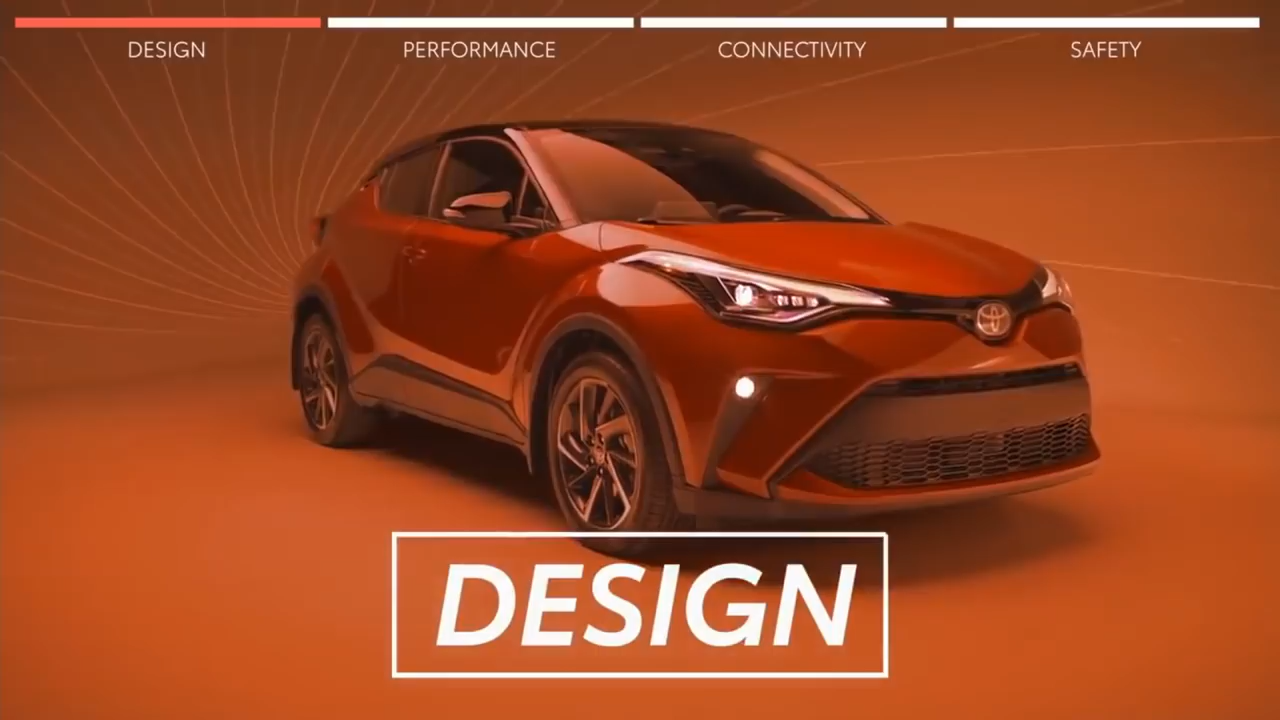 DESIGN
PERFORMANCE
CONNECTIVITY
SAFETY
DESIGN